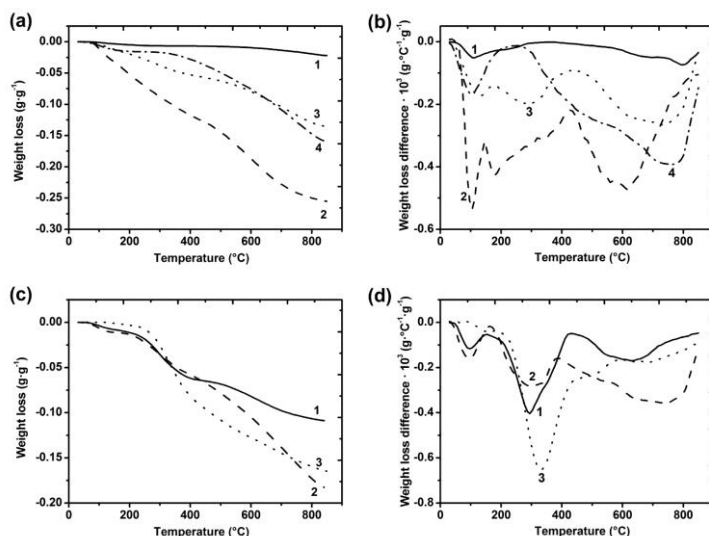 (a)
0.00
-0.05
-0.10
-0.15
-0.20
-0.25
-0.30
Weight loss (g·g⁻¹)
0 200 400 600 800
Temperature (°C)
1
3
4
2
(b)
0.0
-0.2
-0.4
-0.6
Weight loss difference · 10³ (g·°C⁻¹·g⁻¹)
0 200 400 600 800
Temperature (°C)
1
3
2
4
(c)
0.00
-0.05
-0.10
-0.15
-0.20
Weight loss (g·g⁻¹)
0 200 400 600 800
Temperature (°C)
1
3
2
(d)
0.0
-0.2
-0.4
-0.6
-0.8
Weight loss difference · 10³ (g·°C⁻¹·g⁻¹)
0 200 400 600 800
Temperature (°C)
2
1
3